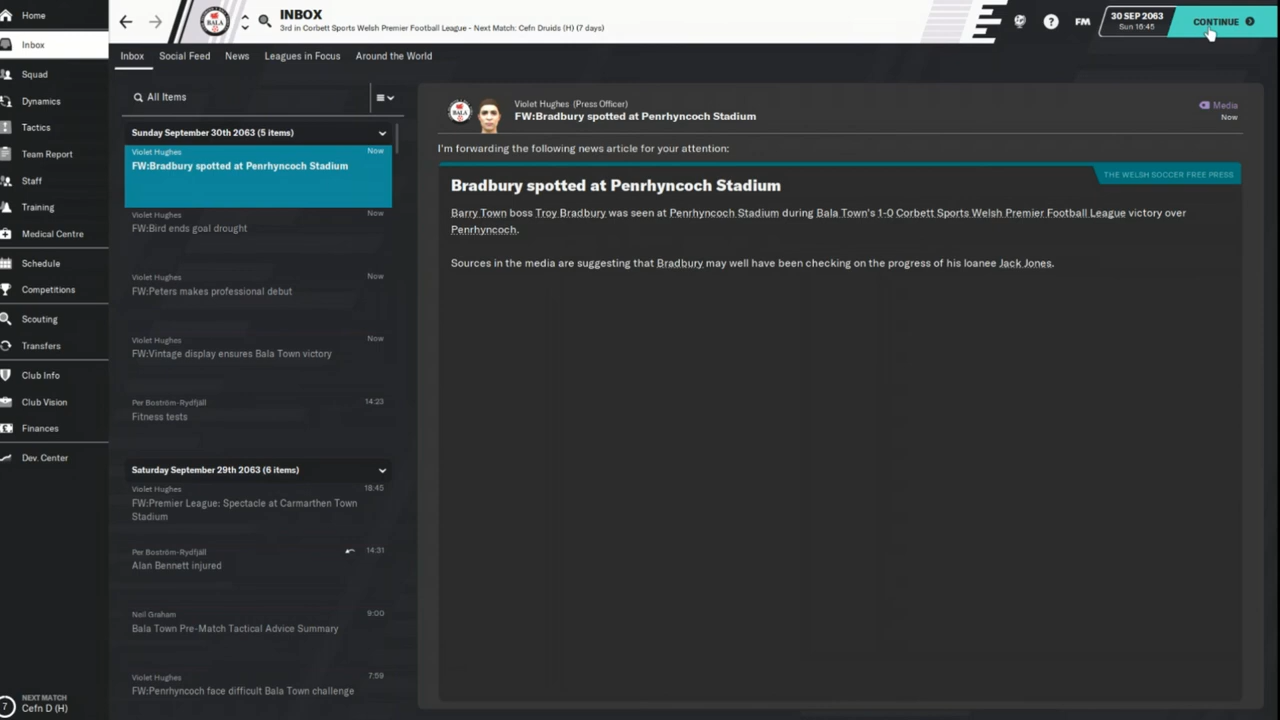 Home
Inbox
Squad
Dynamics
Tactics
Team Report
Staff
Training
Medical Centre
Schedule
Competitions
Scouting
Transfers
Club Info
Club Vision
Finances
Dev. Center
7
NEXT MATCH
Cefn D (H)
BALA
INBOX
3rd in Corbett Sports Welsh Premier Football League - Next Match: Cefn Druids (H) (7 days)
?
FM
30 SEP 2063
Sun 16:45
CONTINUE
Inbox
Social Feed
News
Leagues in Focus
Around the World
All Items
Sunday September 30th 2063 (5 items)
Violet Hughes
Now
FW:Bradbury spotted at Penrhyncoch Stadium
Violet Hughes
Now
FW:Bird ends goal drought
Violet Hughes
Now
FW:Peters makes professional debut
Violet Hughes
Now
FW:Vintage display ensures Bala Town victory
Per Boström-Rydfjäll
14:23
Fitness tests
Saturday September 29th 2063 (6 items)
Violet Hughes
18:45
FW:Premier League: Spectacle at Carmarthen Town
Stadium
Per Boström-Rydfjäll
14:31
Alan Bennett injured
Neil Graham
9:00
Bala Town Pre-Match Tactical Advice Summary
Violet Hughes
7:59
FW:Penrhyncoch face difficult Bala Town challenge
BALA
Violet Hughes (Press Officer)
FW:Bradbury spotted at Penrhyncoch Stadium
Media
Now
I'm forwarding the following news article for your attention:
THE WELSH SOCCER FREE PRESS
Bradbury spotted at Penrhyncoch Stadium
Barry Town boss Troy Bradbury was seen at Penrhyncoch Stadium during Bala Town's 1-0 Corbett Sports Welsh Premier Football League victory over
Penrhyncoch.
Sources in the media are suggesting that Bradbury may well have been checking on the progress of his loanee Jack Jones.